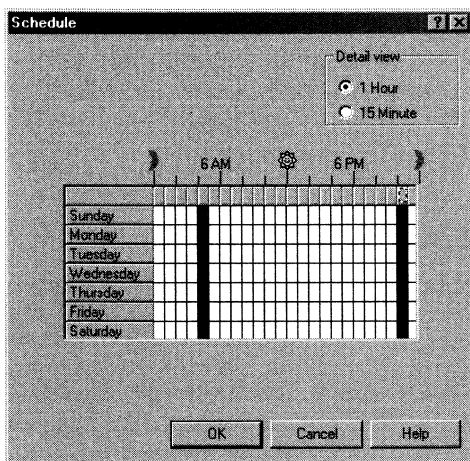 Schedule
Detail view
1 Hour
15 Minute
6 AM
6 PM
Sunday
Monday
Tuesday
Wednesday
Thursday
Friday
Saturday
OK
Cancel
Help